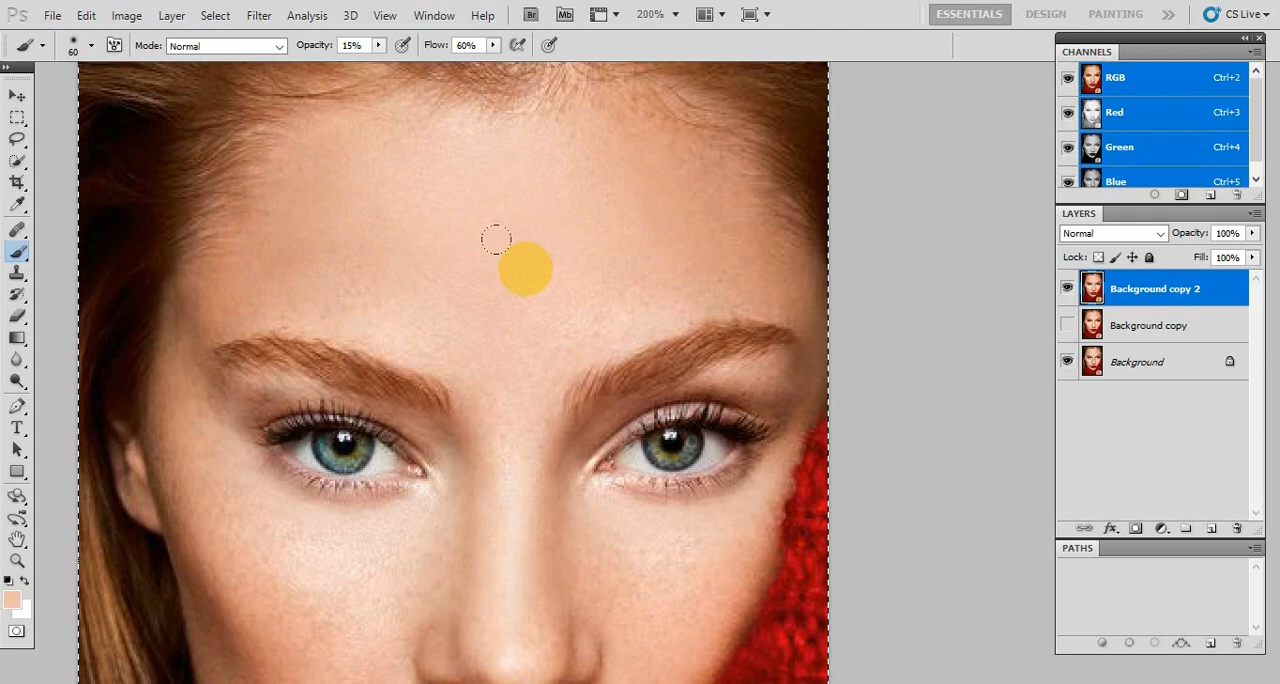 Ps File Edit Image Layer Select Filter Analysis 3D View Window Help Br Mb 200% ESSENTIALS DESIGN PAINTING CS Live
60 Mode: Normal Opacity: 15% Flow: 60%
CHANNELS
RGB Ctrl+2
Red Ctrl+3
Green Ctrl+4
Blue Ctrl+5
LAYERS
Normal Opacity: 100%
Lock: Fill: 100%
Background copy 2
Background copy
Background
fx
PATHS
T